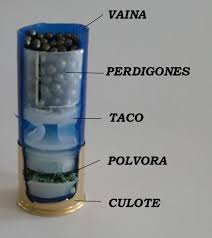 VAINA
PERDIGONES
TACO
POLVORA
CULOTE